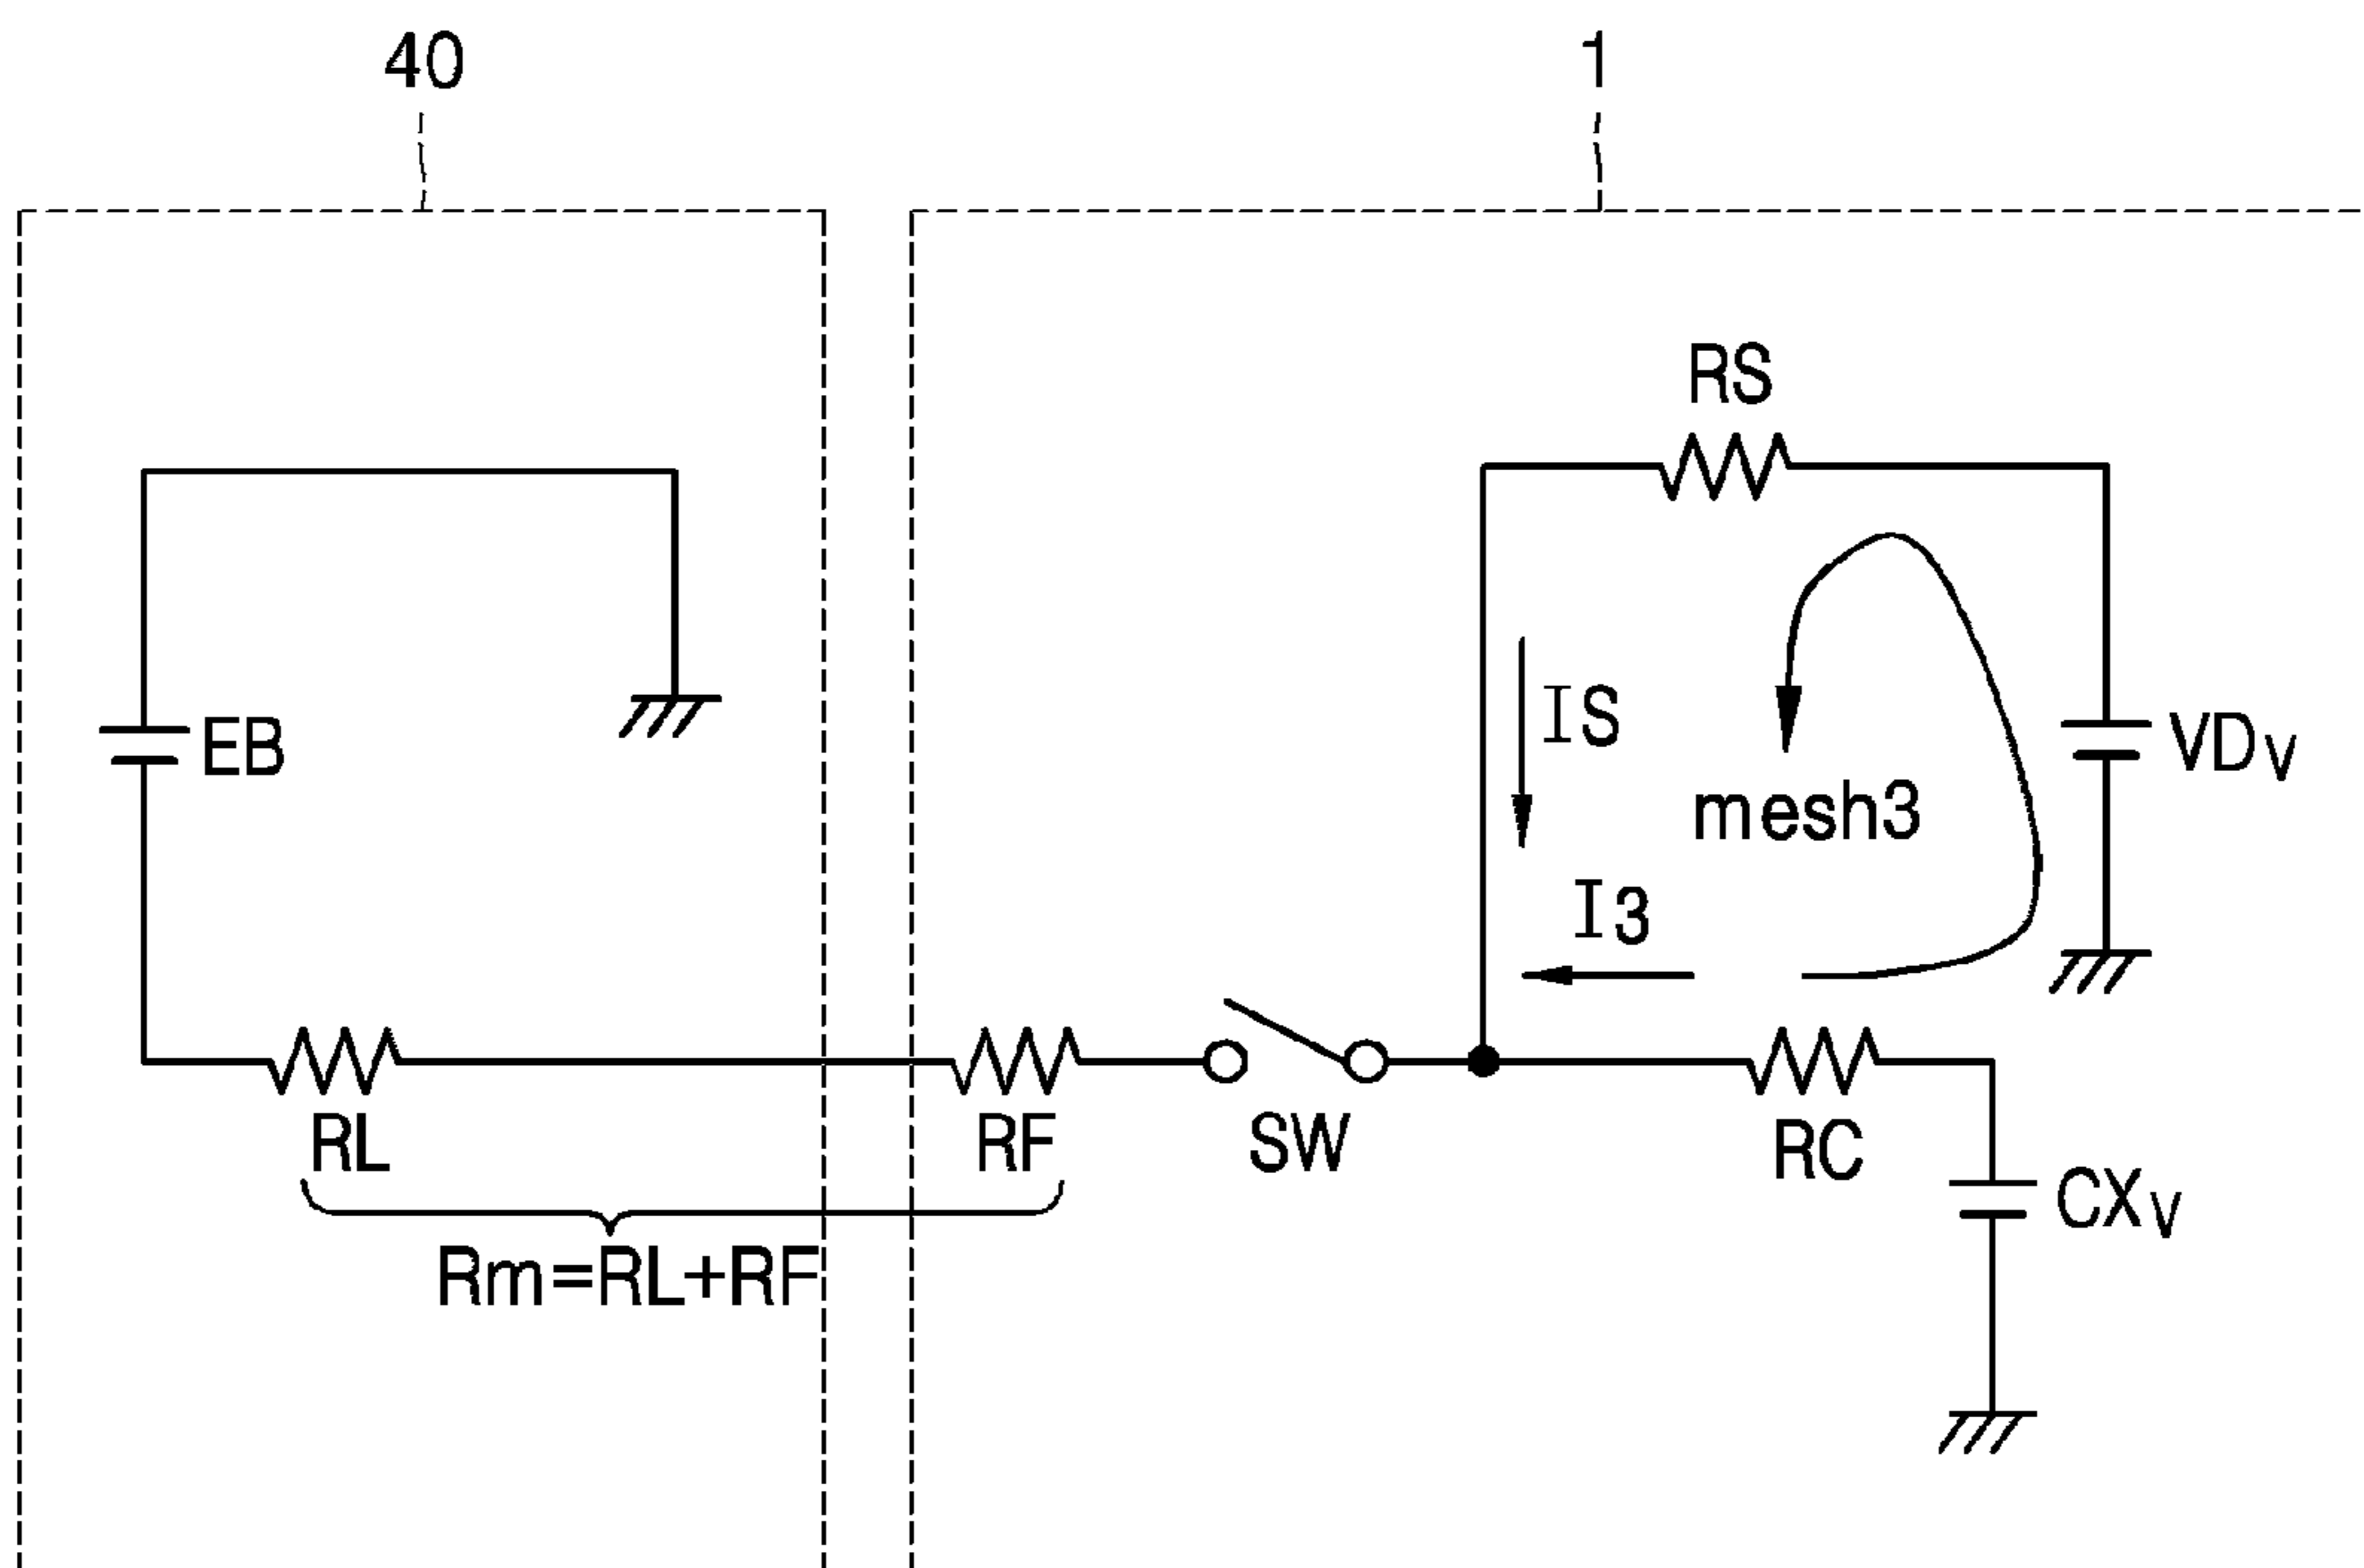 40
1
RS
IS
EB
VDv
mesh3
I3
RL
RF
SW
RC
CXv
Rm=RL+RF